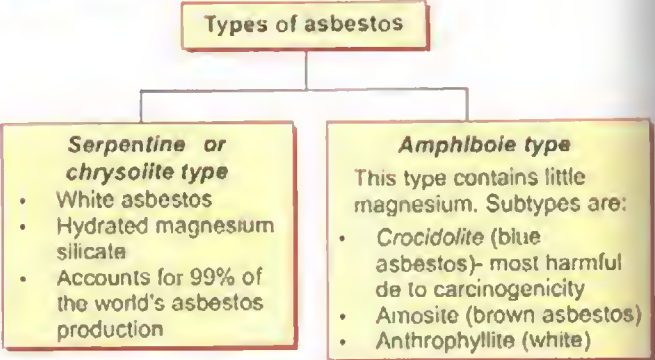 Types of asbestos
Serpentine or
chrysolite type
• White asbestos
• Hydrated magnesium
silicate
• Accounts for 99% of
the world's asbestos
production
Amphibole type
This type contains little
magnesium. Subtypes are:
• Crocidolite (blue
asbestos)- most harmful
de to carcinogenicity
• Amosite (brown asbestos)
• Anthrophyllite (white)